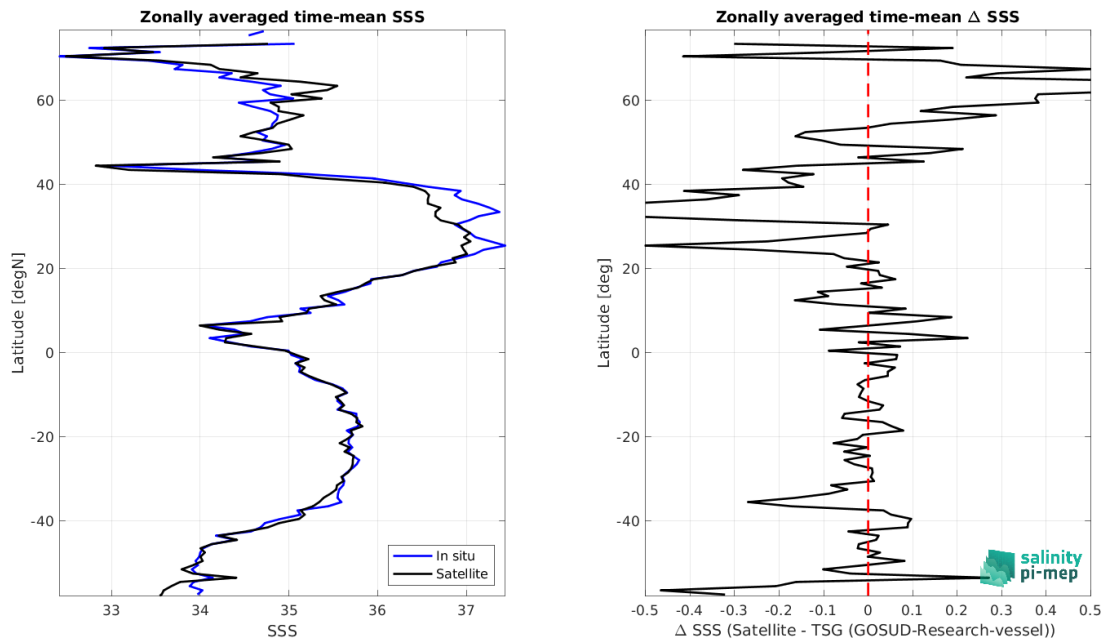 Zonally averaged time-mean SSS
60
40
20
0
-20
-40
Latitude [degN]
33
34
35
36
37
SSS
In situ
Satellite
Zonally averaged time-mean Δ SSS
60
40
20
0
-20
-40
Latitude [deg]
-0.5
-0.4
-0.3
-0.2
-0.1
0
0.1
0.2
0.3
0.4
0.5
Δ SSS (Satellite - TSG (GOSUD-Research-vessel))
salinity
pi-mep